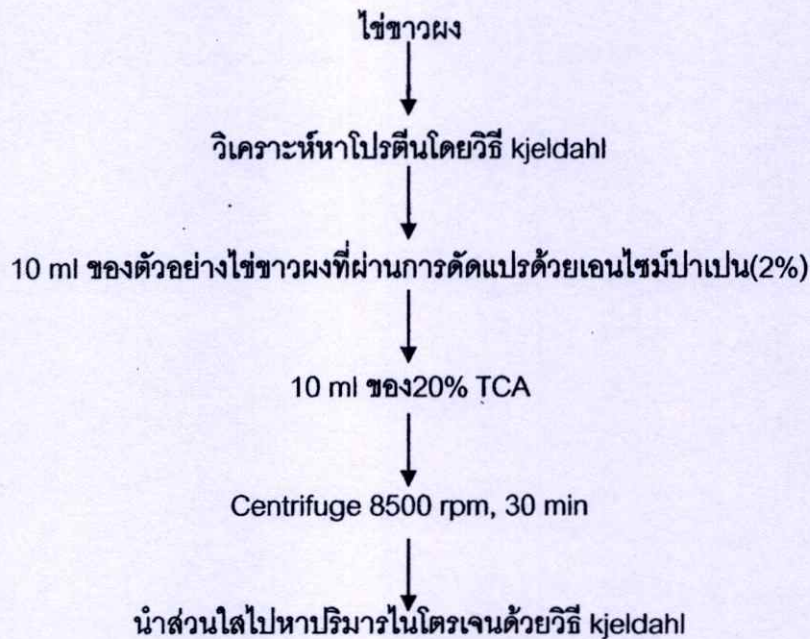 ไข่ขาวผง
วิเคราะห์หาโปรตีนโดยวิธี kjeldahl
10 ml ของตัวอย่างไข่ขาวผงที่ผ่านการดัดแปรด้วยเอนไซม์ปาเปน(2%)
10 ml ของ20% TCA
Centrifuge 8500 rpm, 30 min
นำส่วนใสไปหาปริมารไนโตรเจนด้วยวิธี kjeldahl